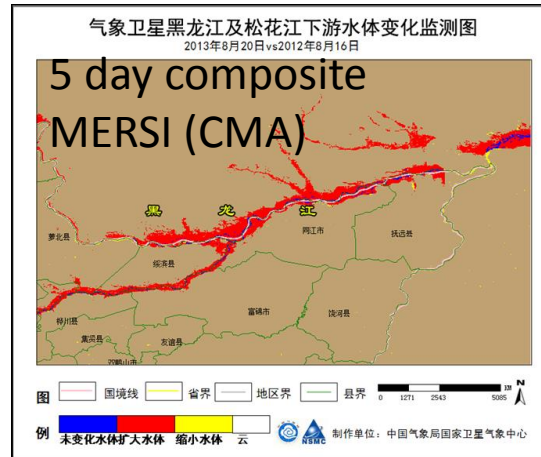 气象卫星黑龙江及松花江下游水体变化监测图
2013年8月20日vs2012年8月16日
5 day composite
MERSI (CMA)
黑 龙 江
萝北县
绥滨县
同江市
抚远县
桦川县
富锦市
饶河县
集贤县
友谊县
双鸭山市
图 国境线 省界 地区界 县界
0 1271 2543 5085
N
例 未变化水体 扩大水体 缩小水体 云
NSMC
制作单位：中国气象局国家卫星气象中心